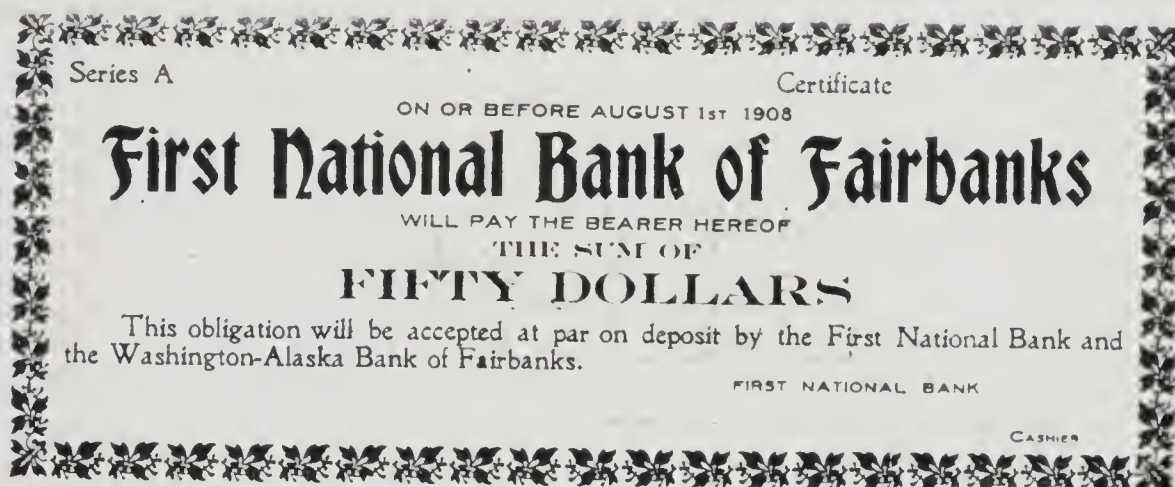 Series A Certificate
ON OR BEFORE AUGUST 1ST 1908
First National Bank of Fairbanks
WILL PAY THE BEARER HEREOF
THE SUM OF
FIFTY DOLLARS
This obligation will be accepted at par on deposit by the First National Bank and
the Washington-Alaska Bank of Fairbanks.
FIRST NATIONAL BANK
CASHIER